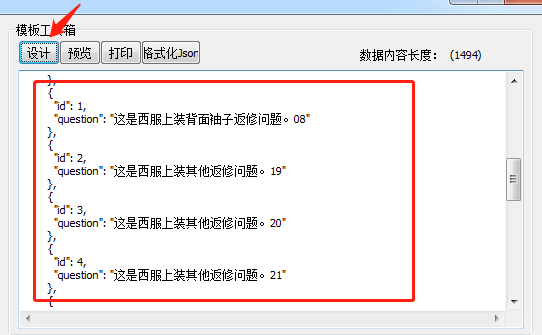 模板工具箱
设计 预览 打印 格式化Json 数据内容长度： (1494)
},
{
"id": 1,
"question": "这是西服上装背面袖子返修问题。08"
},
{
"id": 2,
"question": "这是西服上装其他返修问题。19"
},
{
"id": 3,
"question": "这是西服上装其他返修问题。20"
},
{
"id": 4,
"question": "这是西服上装其他返修问题。21"
},
{